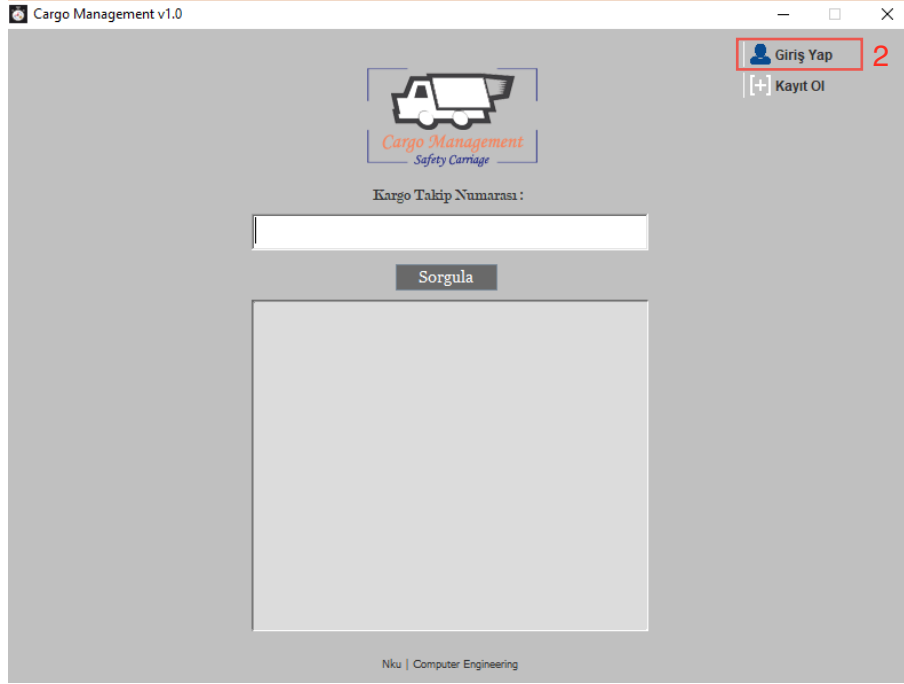 Cargo Management v1.0
Giriş Yap 2
[+] Kayıt Ol
Cargo Management
Safety Carriage
Kargo Takip Numarası :
Sorgula
Nku | Computer Engineering